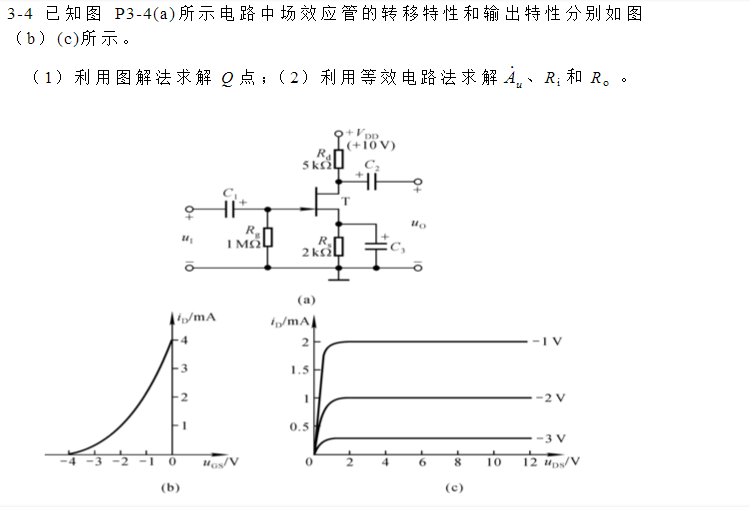 3-4 已知图 P3-4(a)所示电路中场效应管的转移特性和输出特性分别如图
（b）(c)所示。
（1）利用图解法求解 Q 点；（2）利用等效电路法求解 Ȧu、Ri 和 Ro 。
+VDD
(+10 V)
Rd
5 kΩ
C2
+
C1
+
T
+
+
uI
Rg
1 MΩ
Rs
2 kΩ
+
C3
uO
−
−
(a)
iD/mA
4
3
2
1
−4 −3 −2 −1 0 uGS/V
(b)
iD/mA
2
1.5
1
0.5
−1 V
−2 V
−3 V
0 2 4 6 8 10 12 uDS/V
(c)